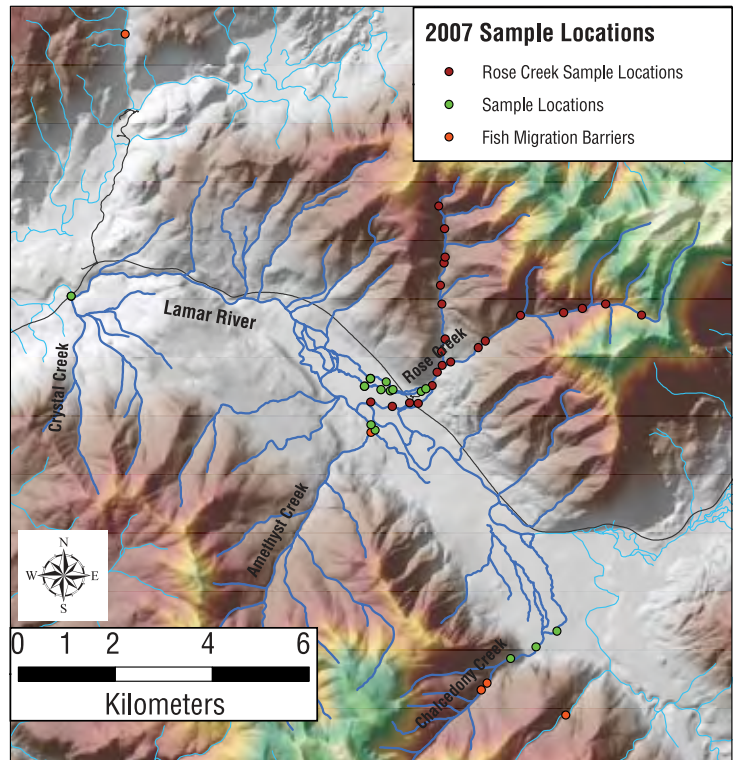 2007 Sample Locations
Rose Creek Sample Locations
Sample Locations
Fish Migration Barriers
Lamar River
Rose Creek
Crystal Creek
Amethyst Creek
N
W E
S
0 1 2 4 6
Kilometers
Chalcedony Creek